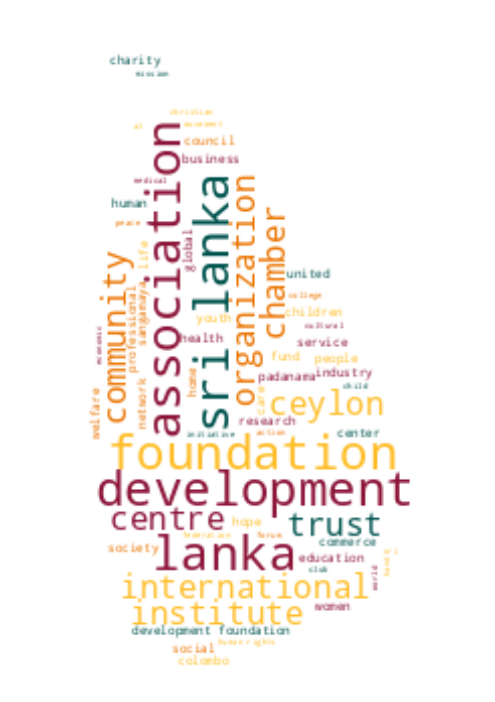 charity
mission
christian
al
movement
council
business
medical
association
sri lanka
organization
human
peace
chamber
global
life
community
united
professional
sangamaya
college
children
youth
cultural
economic
health
service
fund
people
home
padanama
industry
child
network
welfare
care
ceylon
research
initiative
action
center
foundation
development
centre
hope
trust
federation
forum
commerce
society
lanka
education
club
world
international
women
institute
development foundation
human rights
social
colombo